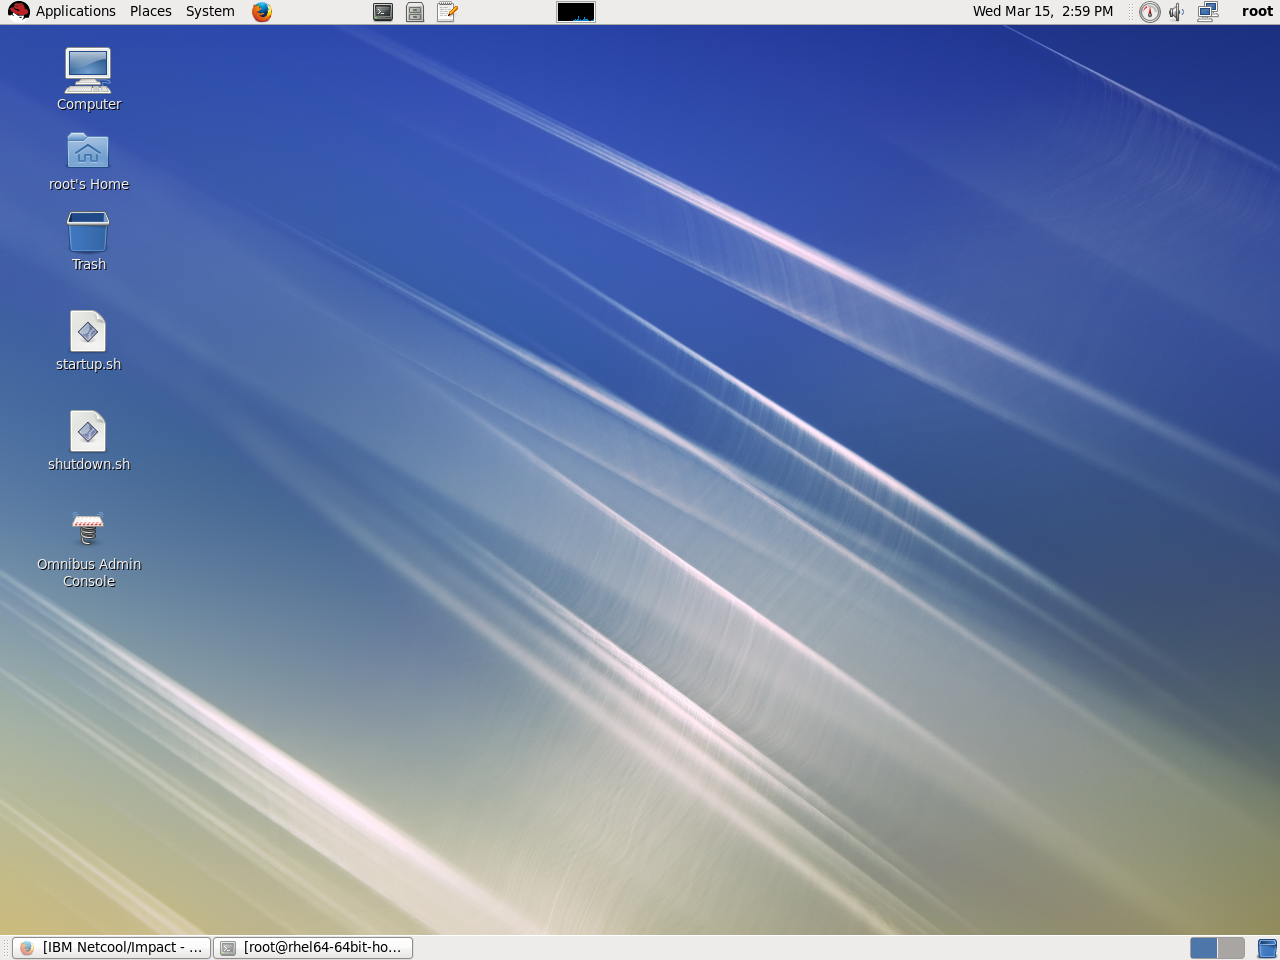 Applications Places System Wed Mar 15, 2:59 PM root
Computer
root's Home
Trash
startup.sh
shutdown.sh
Omnibus Admin
Console
[IBM Netcool/Impact - ... [root@rhel64-64bit-ho...